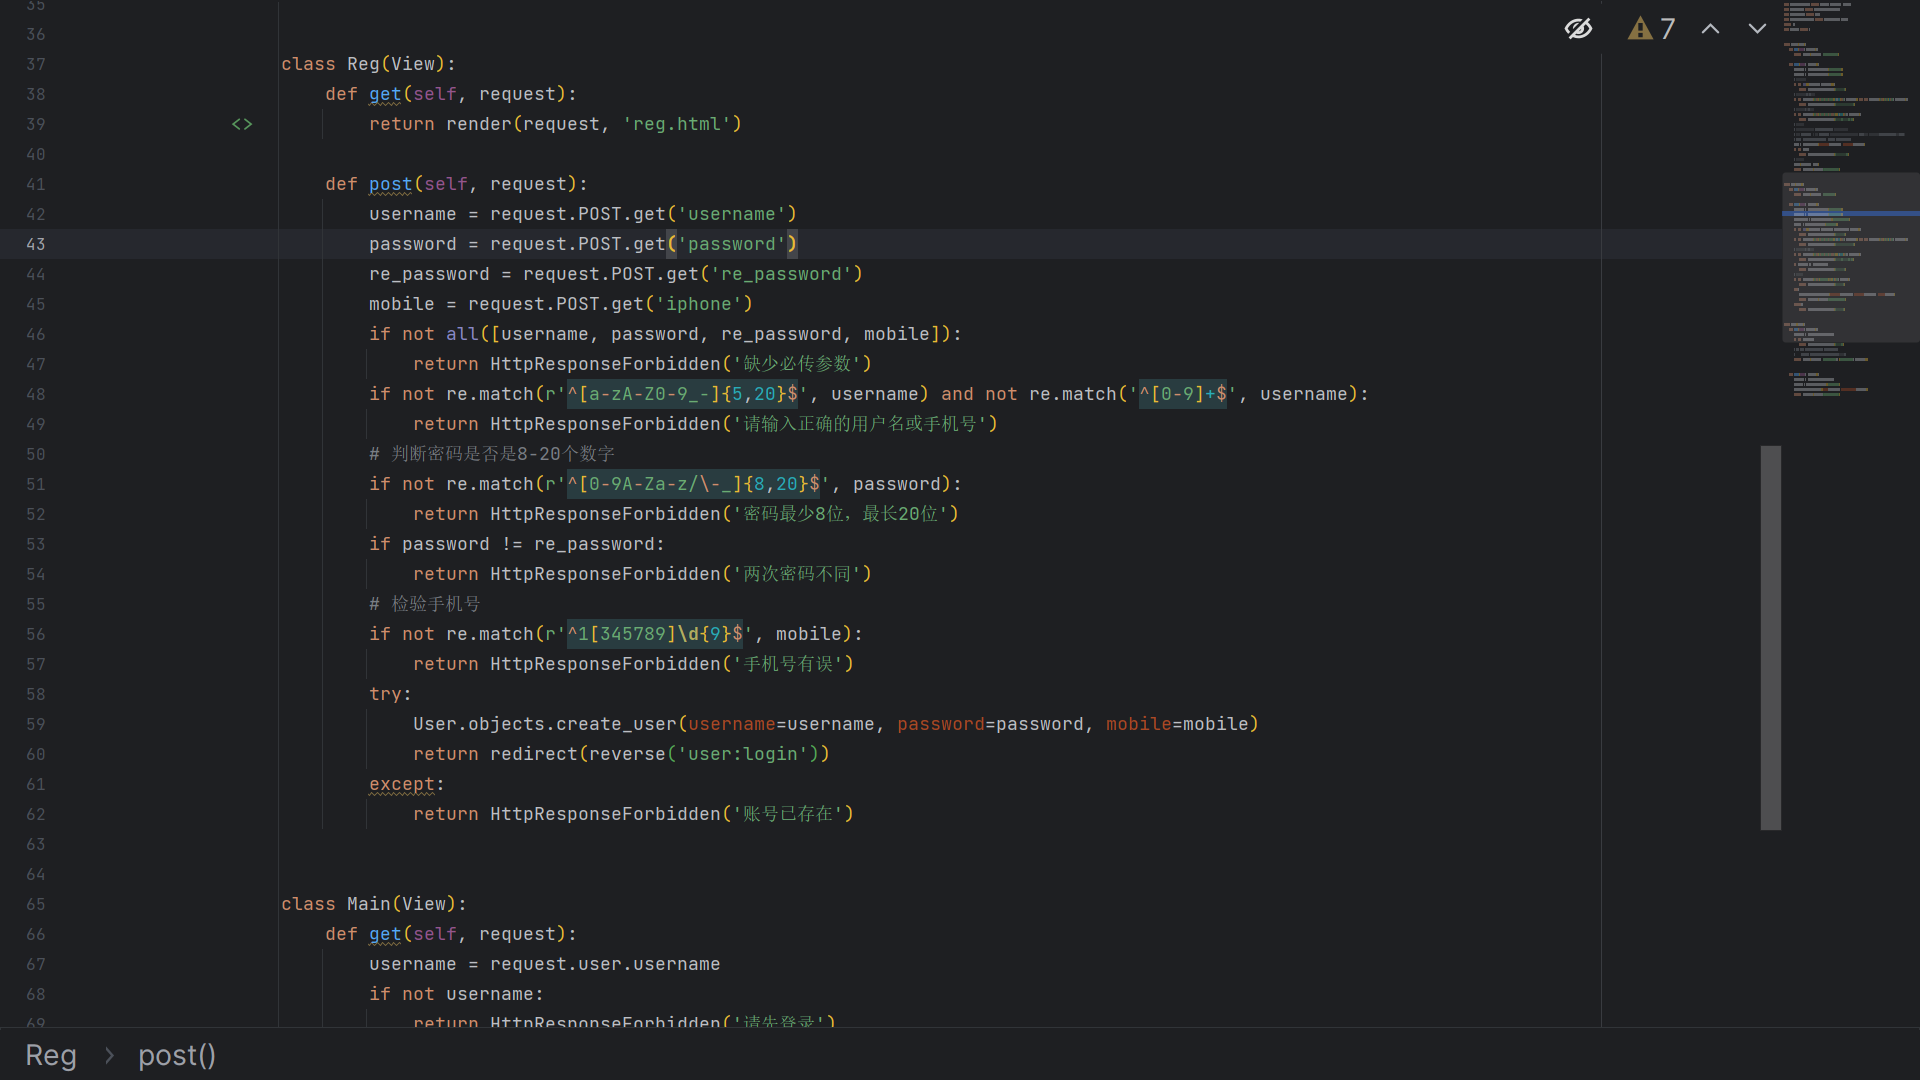 35
36
37 class Reg(View):
38 def get(self, request):
39 <> return render(request, 'reg.html')
40
41 def post(self, request):
42 username = request.POST.get('username')
43 password = request.POST.get('password')
44 re_password = request.POST.get('re_password')
45 mobile = request.POST.get('iphone')
46 if not all([username, password, re_password, mobile]):
47 return HttpResponseForbidden('缺少必传参数')
48 if not re.match(r'^[a-zA-Z0-9_-]{5,20}$', username) and not re.match('^[0-9]+$', username):
49 return HttpResponseForbidden('请输入正确的用户名或手机号')
50 # 判断密码是否是8-20个数字
51 if not re.match(r'^[0-9A-Za-z/\-_]{8,20}$', password):
52 return HttpResponseForbidden('密码最少8位，最长20位')
53 if password != re_password:
54 return HttpResponseForbidden('两次密码不同')
55 # 检验手机号
56 if not re.match(r'^1[345789]\d{9}$', mobile):
57 return HttpResponseForbidden('手机号有误')
58 try:
59 User.objects.create_user(username=username, password=password, mobile=mobile)
60 return redirect(reverse('user:login'))
61 except:
62 return HttpResponseForbidden('账号已存在')
63
64
65 class Main(View):
66 def get(self, request):
67 username = request.user.username
68 if not username:
69 return HttpResponseForbidden('请先登录')
7
Reg > post()